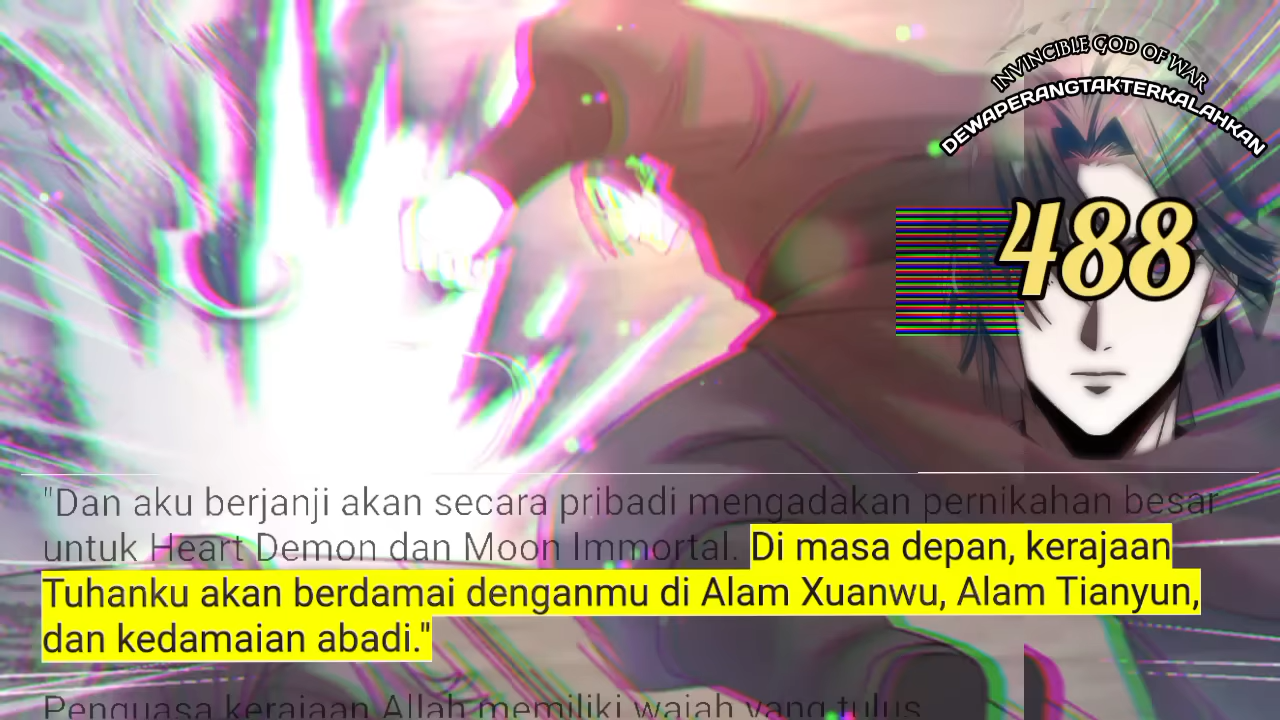 INVINCIBLE GOD OF WAR
DEWAPERANGTAKTERKALAHKAN
488
"Dan aku berjanji akan secara pribadi mengadakan pernikahan besar
untuk Heart Demon dan Moon Immortal. Di masa depan, kerajaan
Tuhanku akan berdamai denganmu di Alam Xuanwu, Alam Tianyun,
dan kedamaian abadi."
Penguasa kerajaan Allah memiliki wajah yang tulus